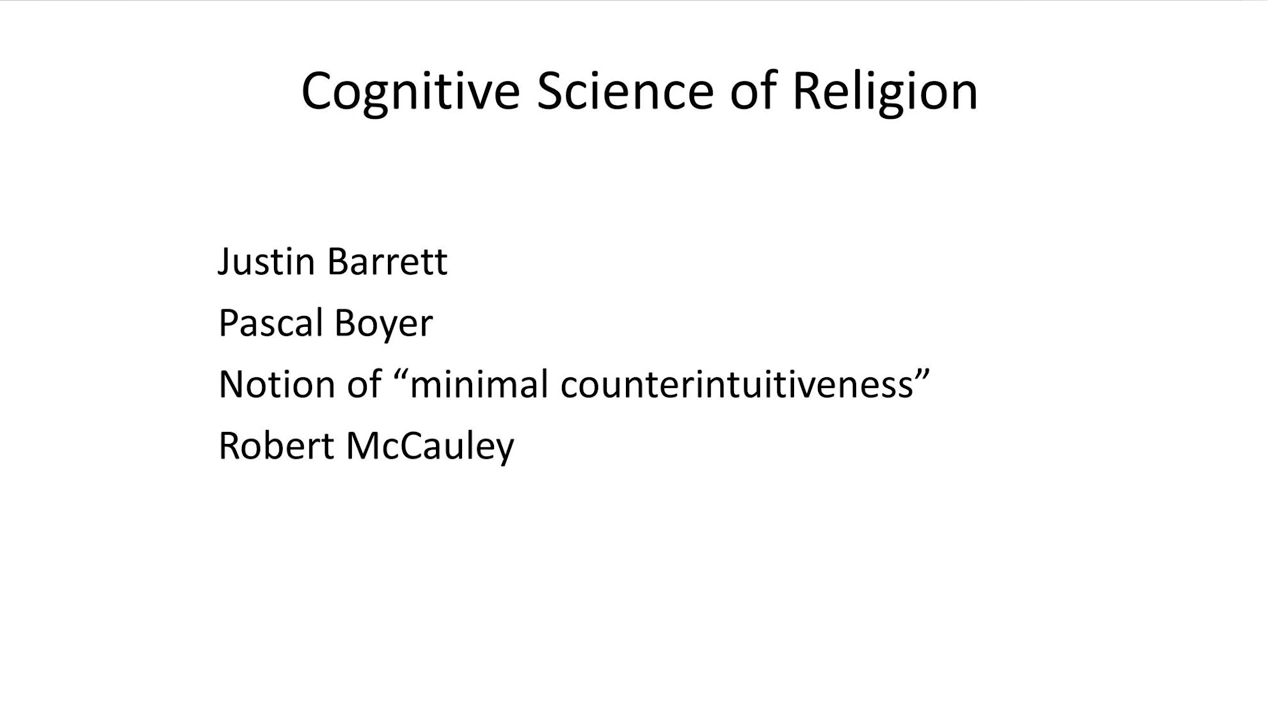 Cognitive Science of Religion
Justin Barrett
Pascal Boyer
Notion of “minimal counterintuitiveness”
Robert McCauley